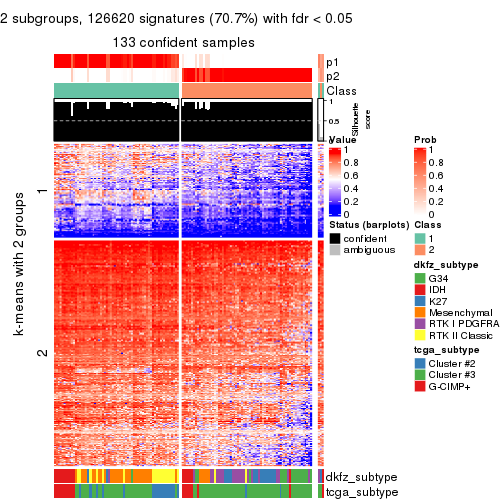 2 subgroups, 126620 signatures (70.7%) with fdr < 0.05
133 confident samples
p1
p2
Class
1
0.5
0
Silhouette
score
k-means with 2 groups
1
2
Value
1
0.8
0.6
0.4
0.2
0
Prob
1
0.8
0.6
0.4
0.2
0
Status (barplots)
confident
ambiguous
Class
1
2
dkfz_subtype
G34
IDH
K27
Mesenchymal
RTK I PDGFRA
RTK II Classic
tcga_subtype
Cluster #2
Cluster #3
G-CIMP+
dkfz_subtype
tcga_subtype